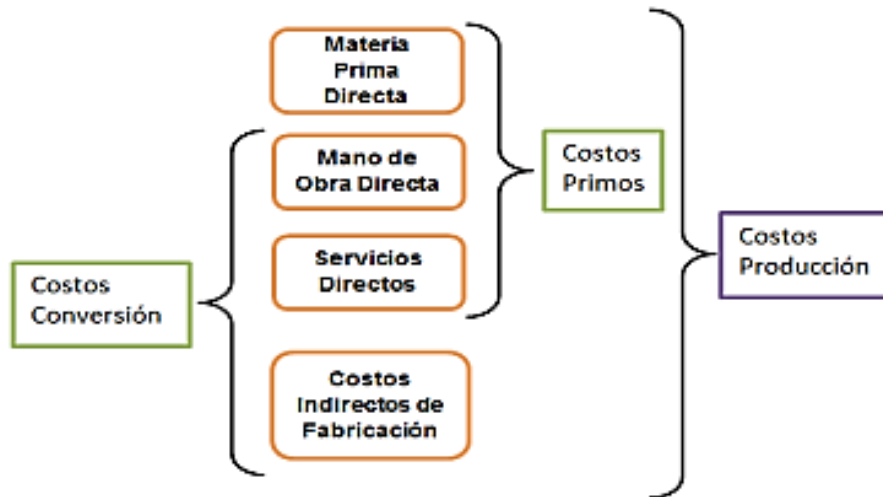 Materia
Prima
Directa
Mano de
Obra Directa
Servicios
Directos
Costos
Indirectos de
Fabricación
Costos
Conversión
Costos
Primos
Costos
Producción